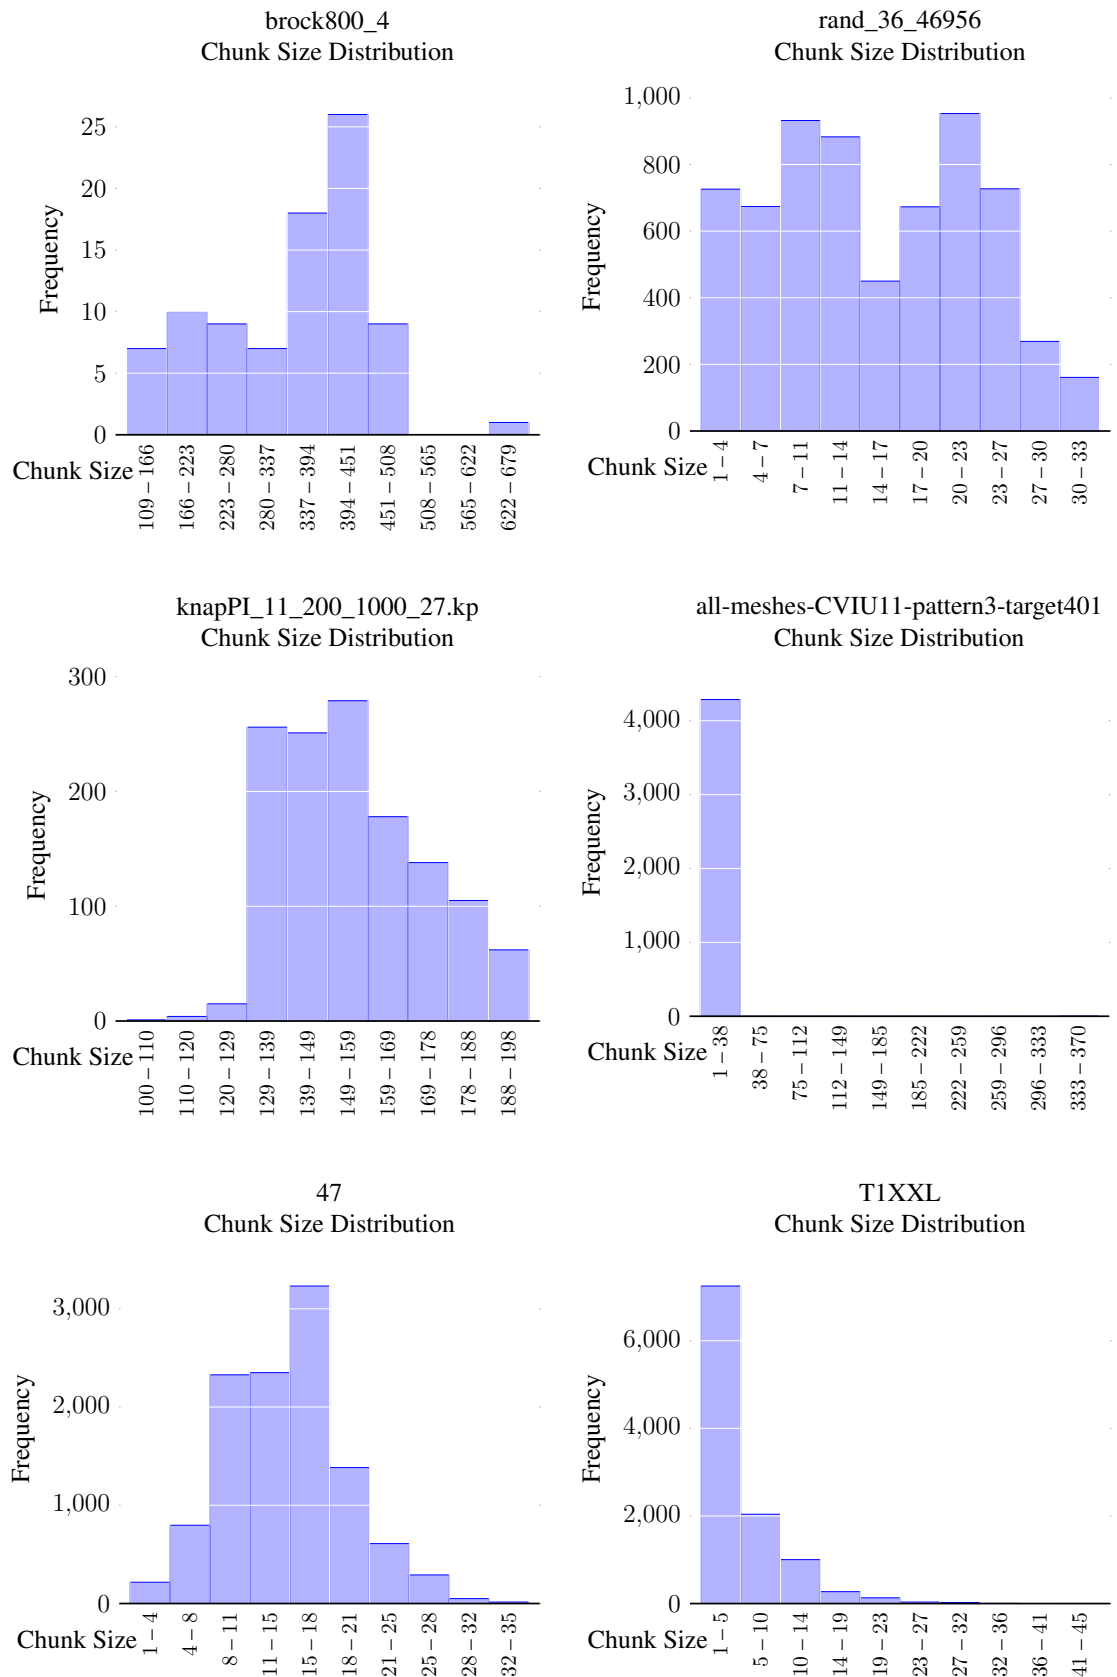 brock800_4
Chunk Size Distribution
25
20
15
10
5
0
Frequency
Chunk Size
109 – 166
166 – 223
223 – 280
280 – 337
337 – 394
394 – 451
451 – 508
508 – 565
565 – 622
622 – 679
rand_36_46956
Chunk Size Distribution
1,000
800
600
400
200
0
Frequency
Chunk Size
1 – 4
4 – 7
7 – 11
11 – 14
14 – 17
17 – 20
20 – 23
23 – 27
27 – 30
30 – 33
knapPI_11_200_1000_27.kp
Chunk Size Distribution
300
200
100
0
Frequency
Chunk Size
100 – 110
110 – 120
120 – 129
129 – 139
139 – 149
149 – 159
159 – 169
169 – 178
178 – 188
188 – 198
all-meshes-CVIU11-pattern3-target401
Chunk Size Distribution
4,000
3,000
2,000
1,000
0
Frequency
Chunk Size
1 – 38
38 – 75
75 – 112
112 – 149
149 – 185
185 – 222
222 – 259
259 – 296
296 – 333
333 – 370
47
Chunk Size Distribution
3,000
2,000
1,000
0
Frequency
Chunk Size
1 – 4
4 – 8
8 – 11
11 – 15
15 – 18
18 – 21
21 – 25
25 – 28
28 – 32
32 – 35
T1XXL
Chunk Size Distribution
6,000
4,000
2,000
0
Frequency
Chunk Size
1 – 5
5 – 10
10 – 14
14 – 19
19 – 23
23 – 27
27 – 32
32 – 36
36 – 41
41 – 45